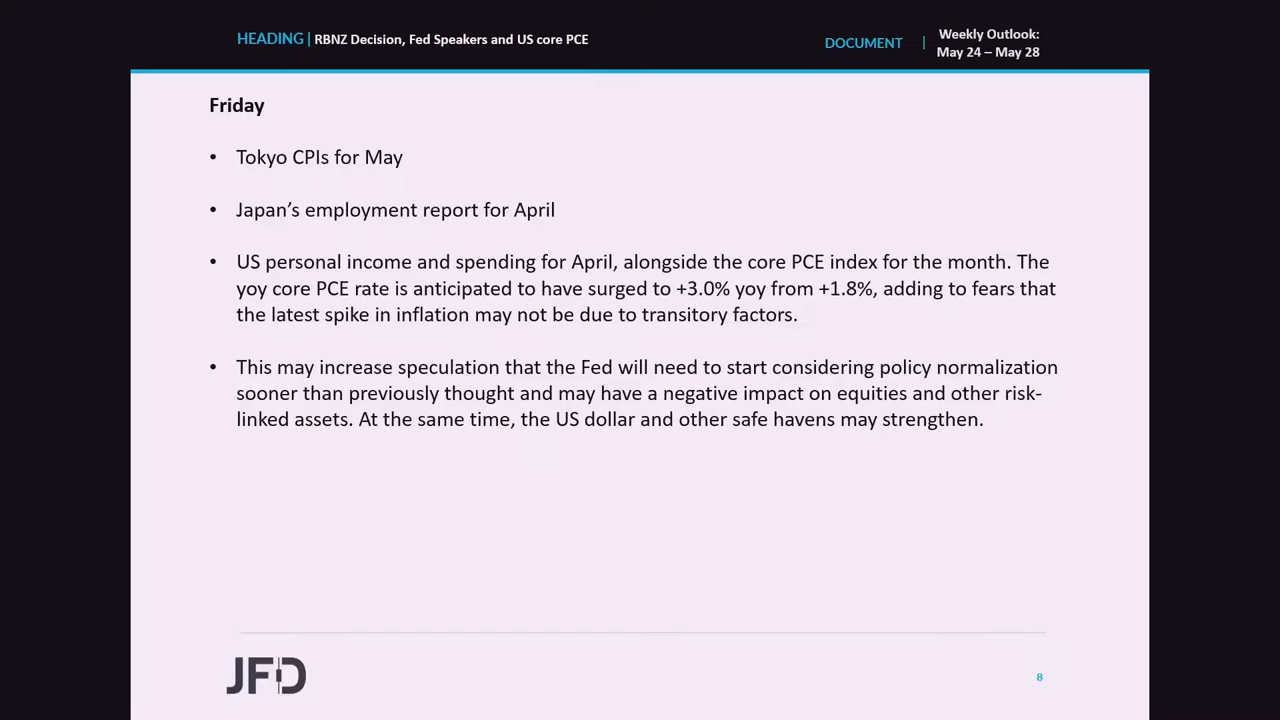 HEADING | RBNZ Decision, Fed Speakers and US core PCE
DOCUMENT | Weekly Outlook:
May 24 – May 28
Friday
• Tokyo CPIs for May
• Japan’s employment report for April
• US personal income and spending for April, alongside the core PCE index for the month. The
yoy core PCE rate is anticipated to have surged to +3.0% yoy from +1.8%, adding to fears that
the latest spike in inflation may not be due to transitory factors.
• This may increase speculation that the Fed will need to start considering policy normalization
sooner than previously thought and may have a negative impact on equities and other risk-
linked assets. At the same time, the US dollar and other safe havens may strengthen.
JFD
8